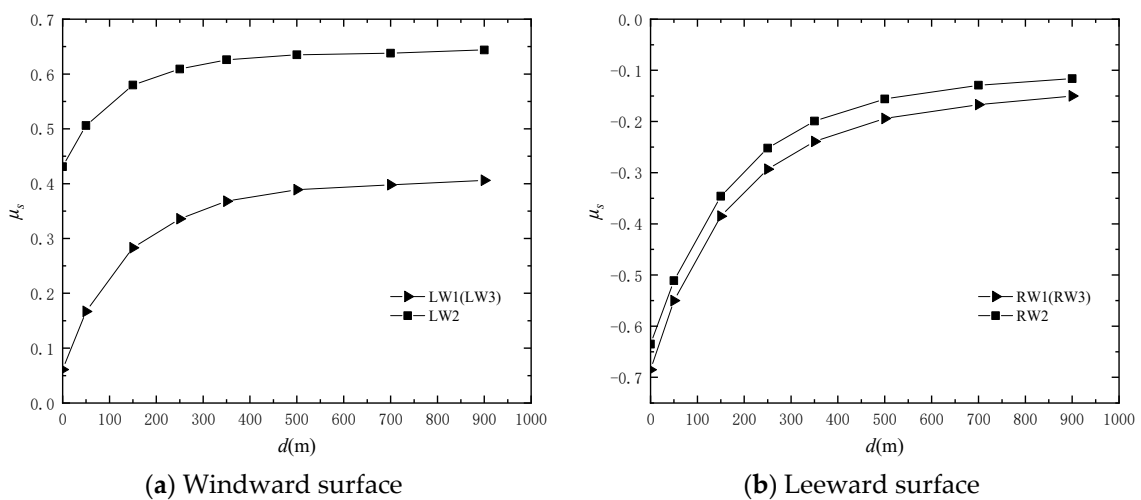 0.7
0.6
0.5
0.4
0.3
0.2
0.1
0.0
μs
0 100 200 300 400 500 600 700 800 900 1000
d(m)
LW1(LW3)
LW2
(a) Windward surface
-0.0
-0.1
-0.2
-0.3
-0.4
-0.5
-0.6
-0.7
μs
0 100 200 300 400 500 600 700 800 900 1000
d(m)
RW1(RW3)
RW2
(b) Leeward surface